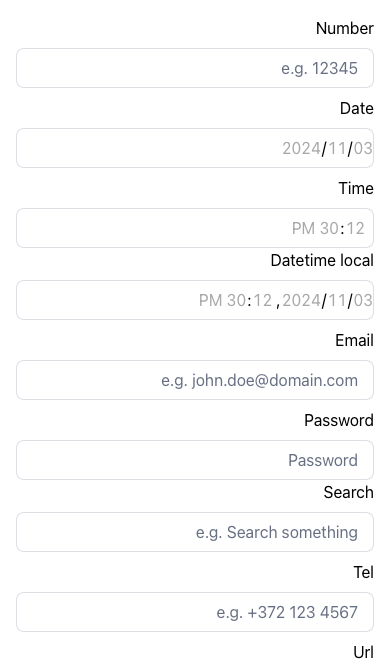 Number
e.g. 12345
Date
2024/11/03
Time
PM 30:12
Datetime local
PM 30:12 ,2024/11/03
Email
e.g. john.doe@domain.com
Password
Password
Search
e.g. Search something
Tel
e.g. +372 123 4567
Url